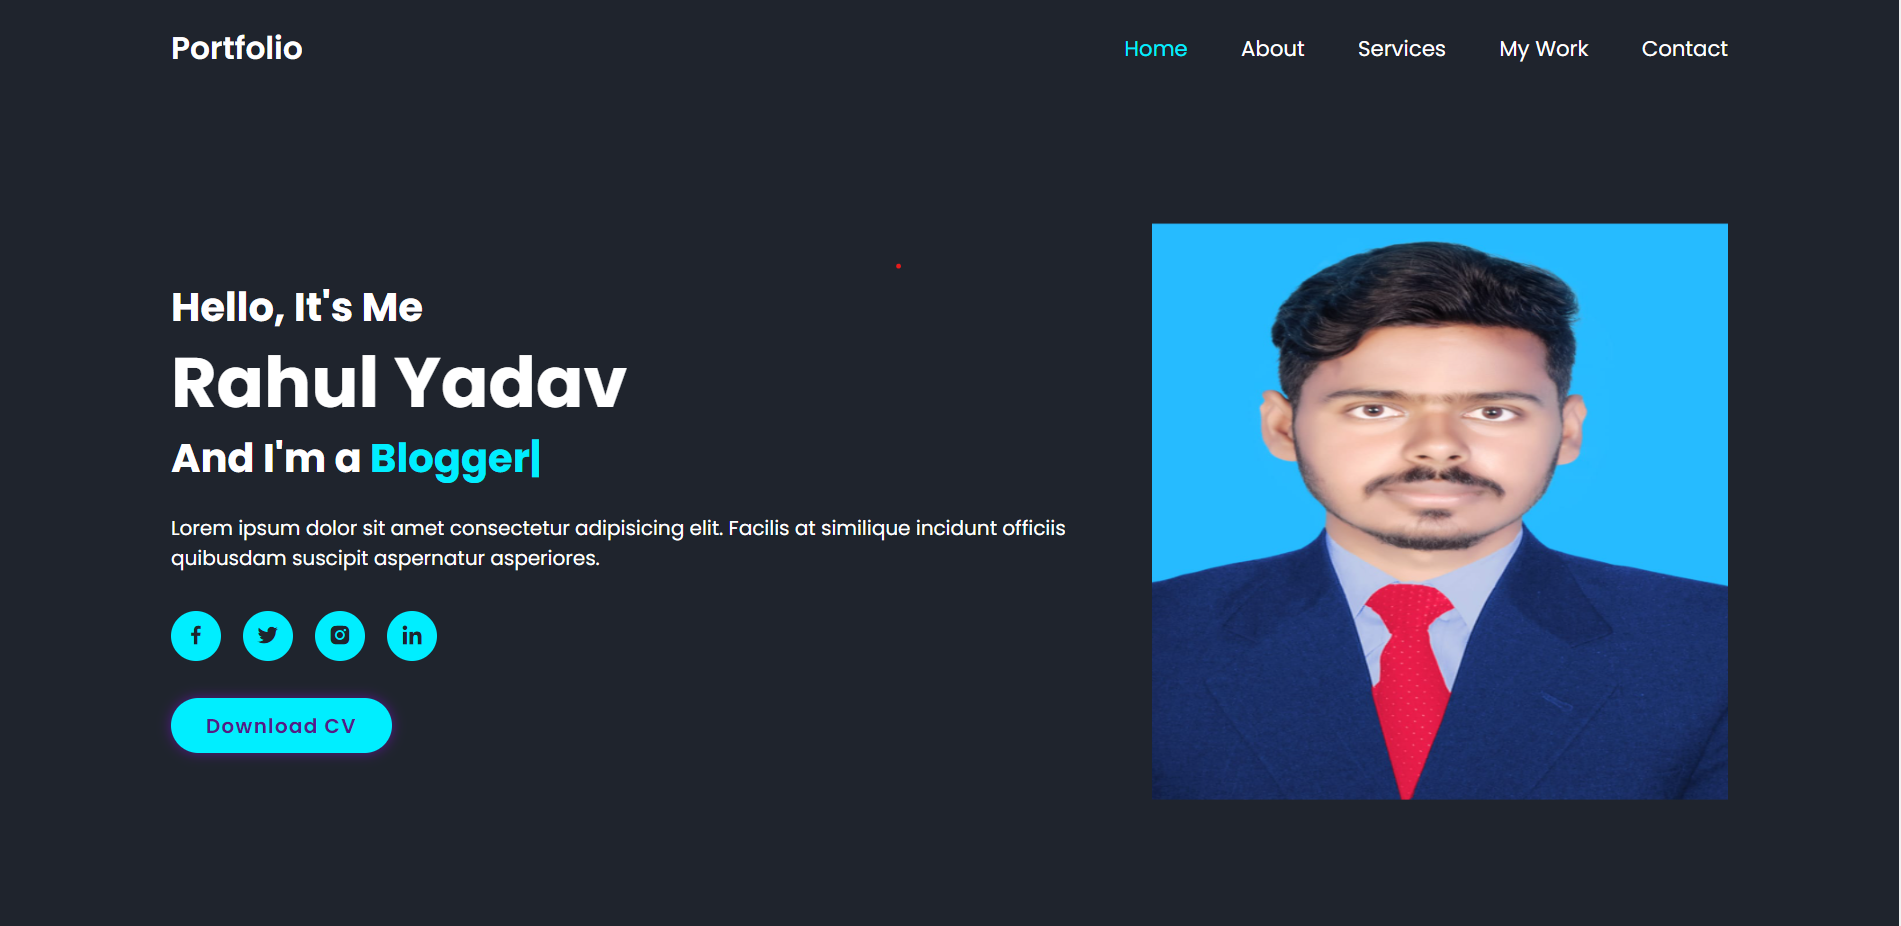 Portfolio
Home About Services My Work Contact
Hello, It's Me
Rahul Yadav
And I'm a Blogger|
Lorem ipsum dolor sit amet consectetur adipisicing elit. Facilis at similique incidunt officiis
quibusdam suscipit aspernatur asperiores.
Download CV